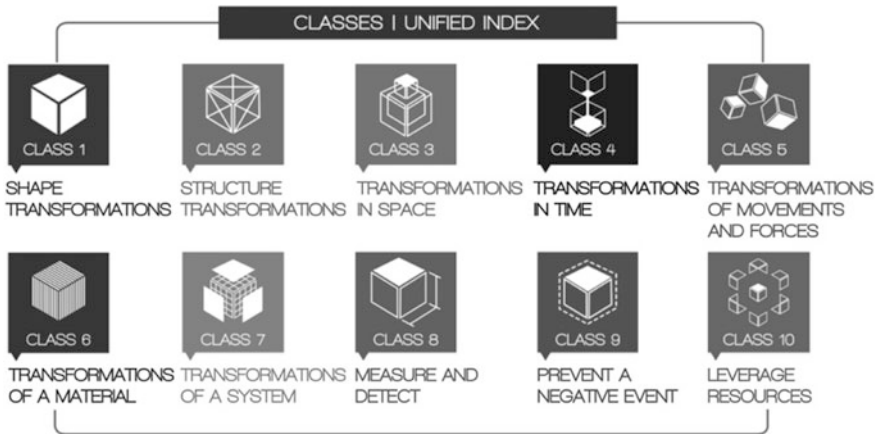 CLASSES | UNIFIED INDEX
CLASS 1
CLASS 2
CLASS 3
CLASS 4
CLASS 5
SHAPE
TRANSFORMATIONS
STRUCTURE
TRANSFORMATIONS
TRANSFORMATIONS
IN SPACE
TRANSFORMATIONS
IN TIME
TRANSFORMATIONS
OF MOVEMENTS
AND FORCES
CLASS 6
CLASS 7
CLASS 8
CLASS 9
CLASS 10
TRANSFORMATIONS
OF A MATERIAL
TRANSFORMATIONS
OF A SYSTEM
MEASURE AND
DETECT
PREVENT A
NEGATIVE EVENT
LEVERAGE
RESOURCES